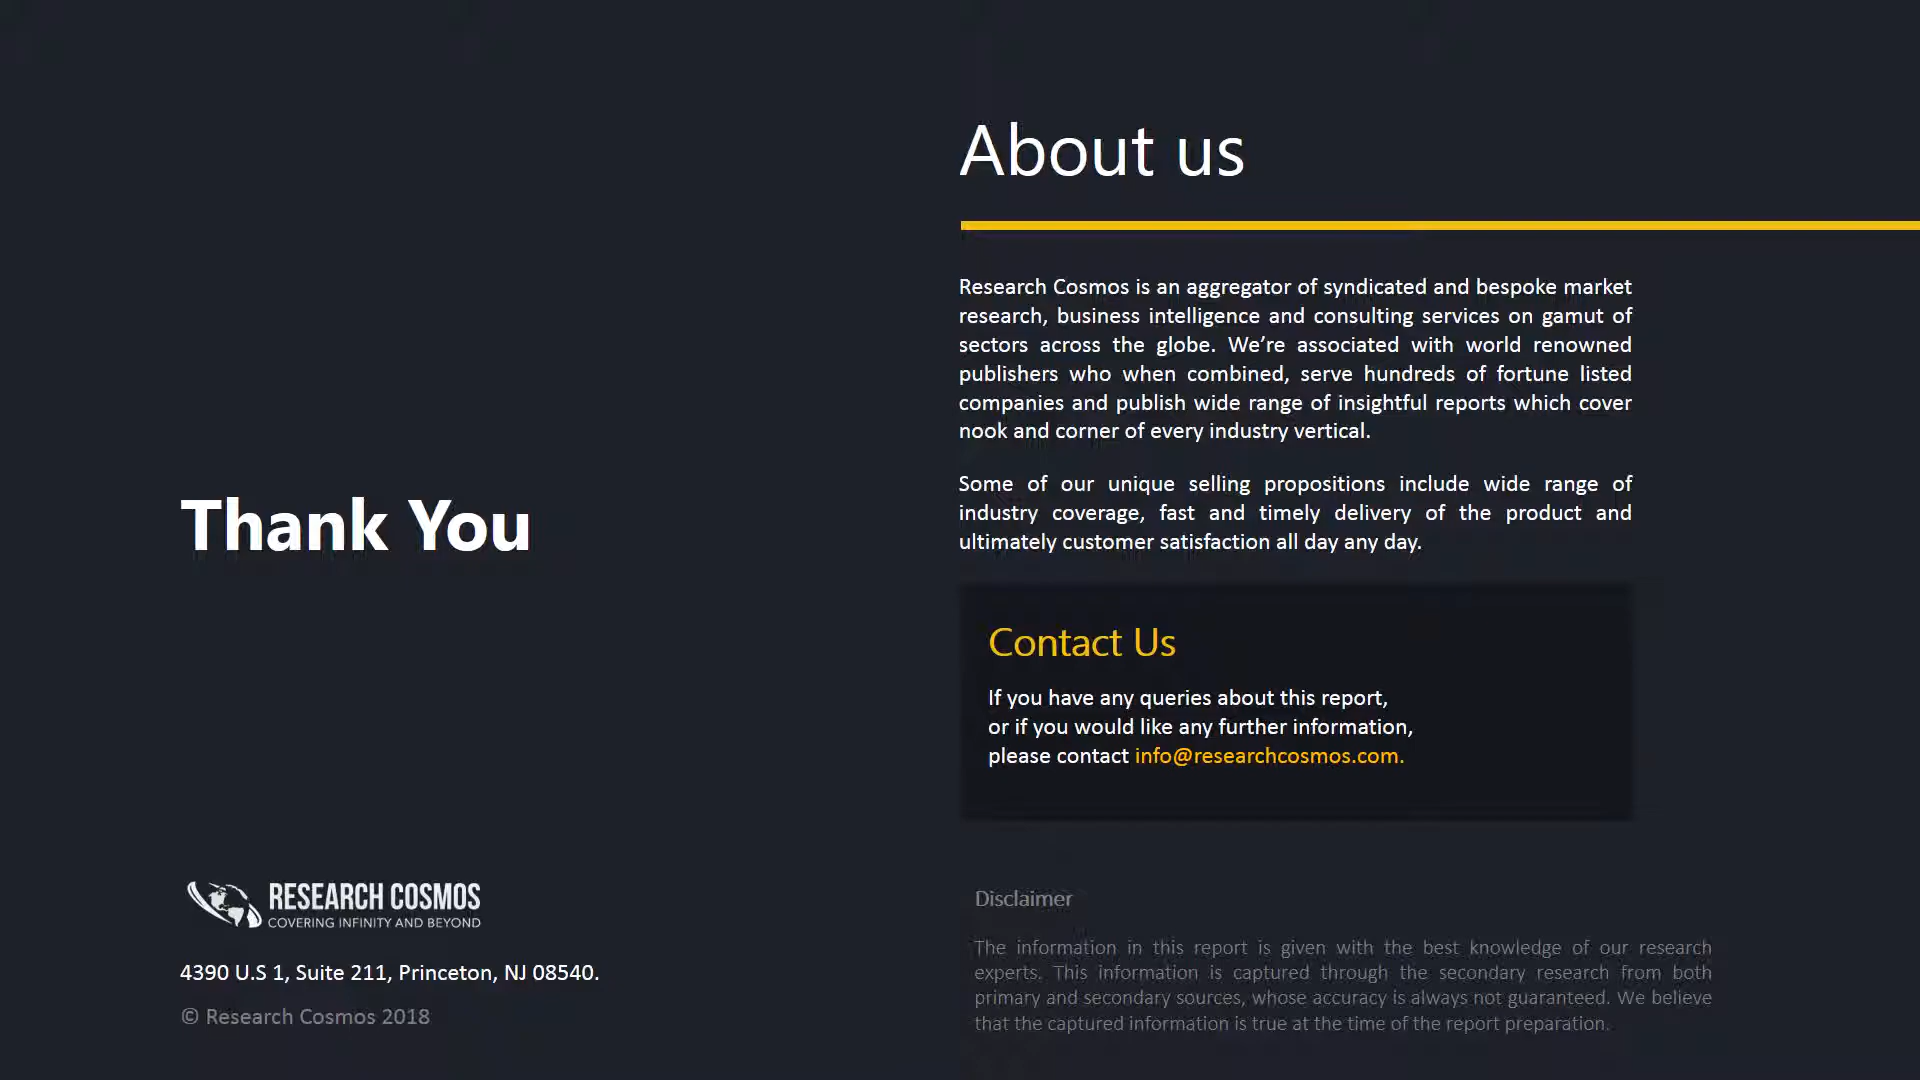 Thank You
RESEARCH COSMOS
COVERING INFINITY AND BEYOND
4390 U.S 1, Suite 211, Princeton, NJ 08540.
© Research Cosmos 2018
About us
Research Cosmos is an aggregator of syndicated and bespoke market
research, business intelligence and consulting services on gamut of
sectors across the globe. We’re associated with world renowned
publishers who when combined, serve hundreds of fortune listed
companies and publish wide range of insightful reports which cover
nook and corner of every industry vertical.
Some of our unique selling propositions include wide range of
industry coverage, fast and timely delivery of the product and
ultimately customer satisfaction all day any day.
Contact Us
If you have any queries about this report,
or if you would like any further information,
please contact info@researchcosmos.com.
Disclaimer
The information in this report is given with the best knowledge of our research
experts. This information is captured through the secondary research from both
primary and secondary sources, whose accuracy is always not guaranteed. We believe
that the captured information is true at the time of the report preparation.